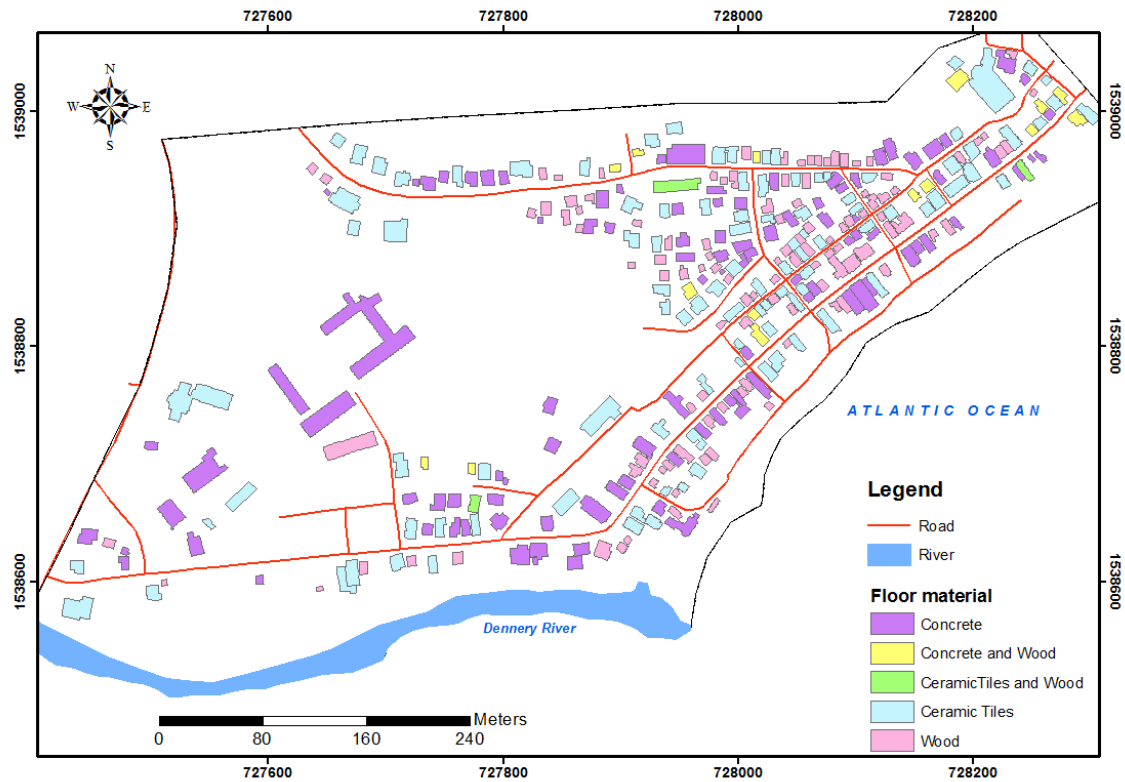 727600
727800
728000
728200
N
W
E
S
1539000
1539000
1538800
1538800
ATLANTIC OCEAN
Legend
Road
River
1538600
1538600
Floor material
Concrete
Dennery River
Concrete and Wood
CeramicTiles and Wood
Ceramic Tiles
Meters
0
80
160
240
Wood
727600
727800
728000
728200